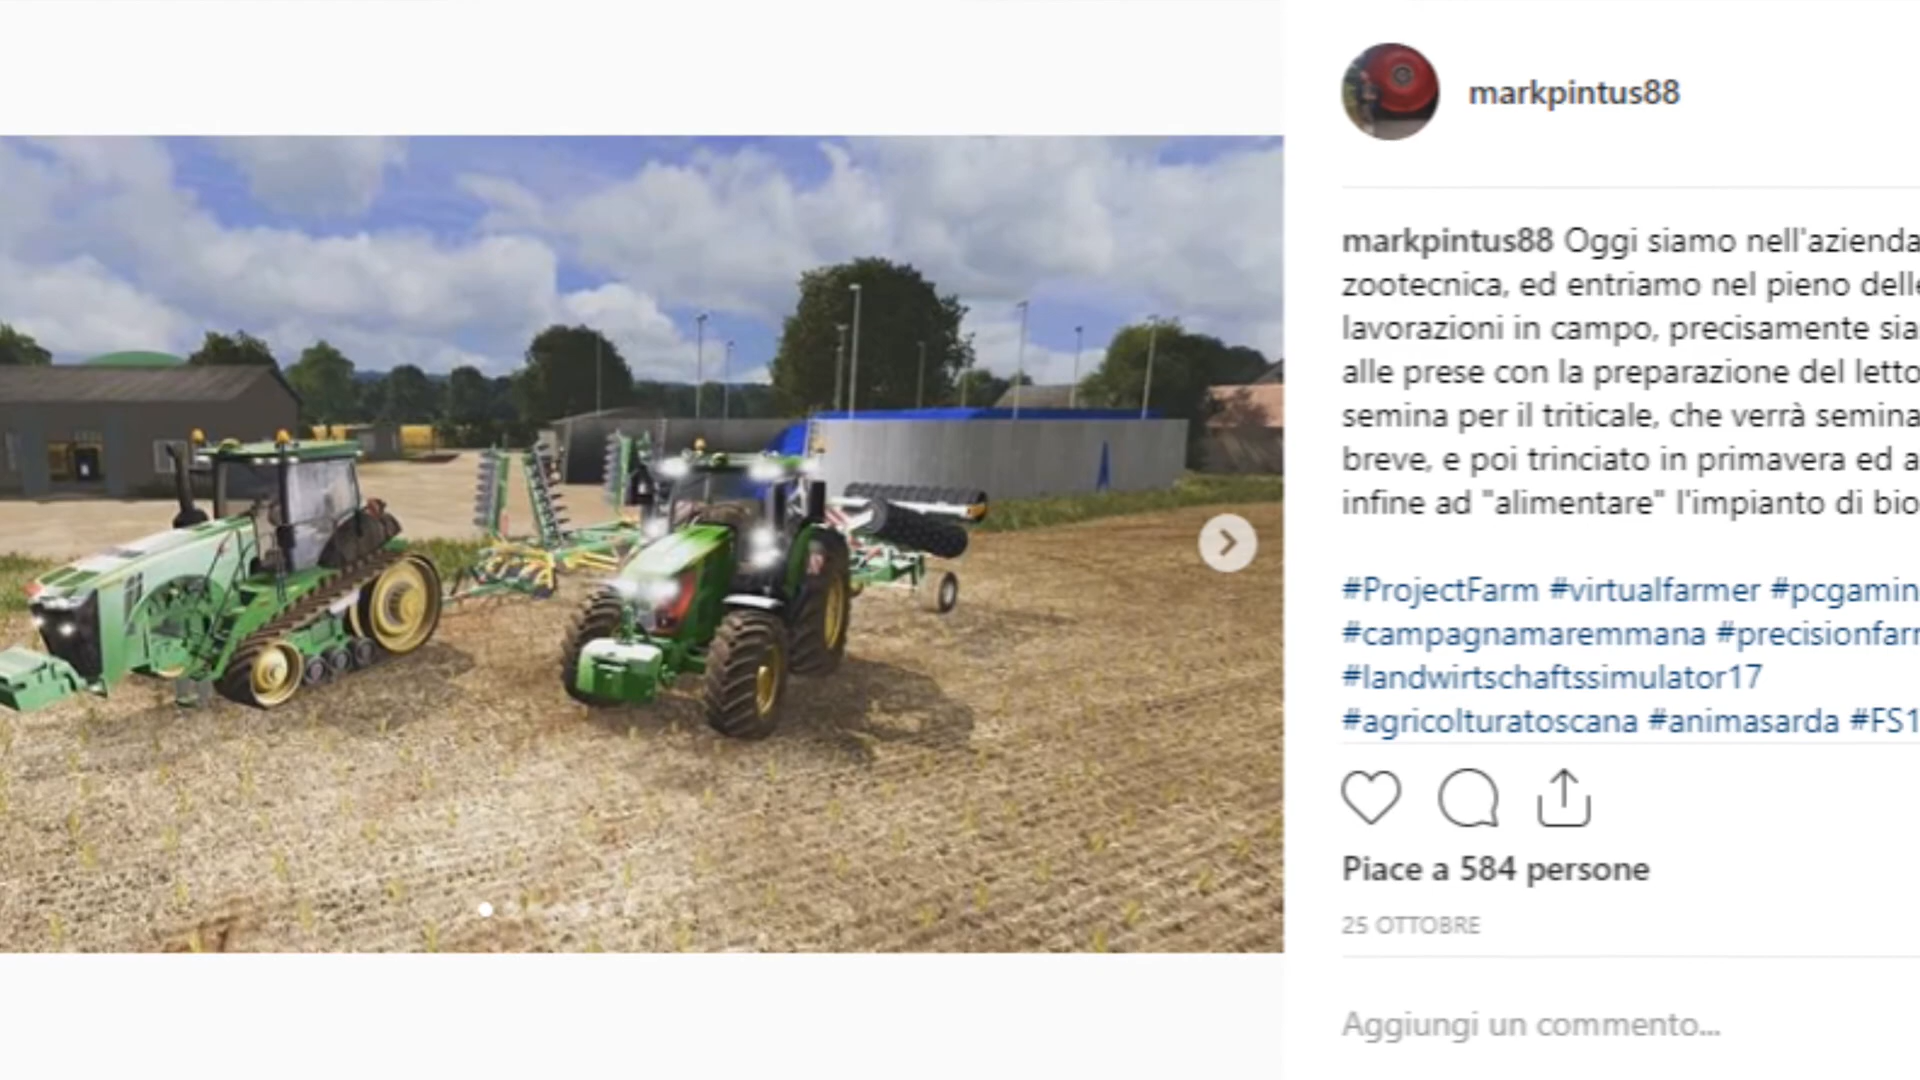 markpintus88
markpintus88 Oggi siamo nell'azienda
zootecnica, ed entriamo nel pieno delle
lavorazioni in campo, precisamente sia
alle prese con la preparazione del letto
semina per il triticale, che verrà semina
breve, e poi trinciato in primavera ed a
infine ad "alimentare" l'impianto di bio
#ProjectFarm #virtualfarmer #pcgamin
#campagnamaremmana #precisionfarm
#landwirtschaftssimulator17
#agricolturatoscana #animasarda #FS1
Piace a 584 persone
25 OTTOBRE
Aggiungi un commento...